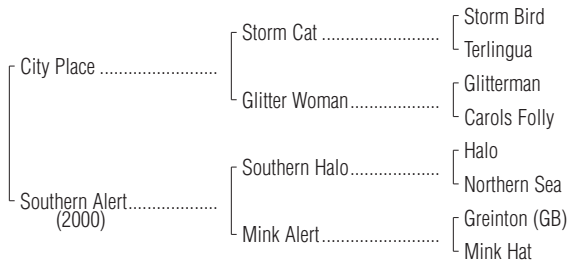 Storm Bird
Storm Cat ........................
Terlingua
City Place ........................
Glitterman
Glitter Woman ..................
Carols Folly
Halo
Southern Halo ..................
Northern Sea
Southern Alert ..................
(2000)
Greinton (GB)
Mink Alert ........................
Mink Hat